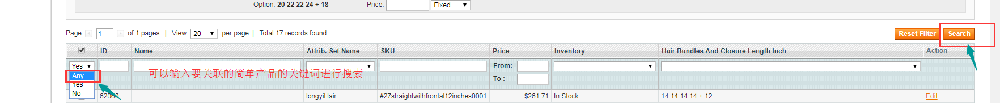 Option: 20 22 22 24 + 18 Price: Fixed
Page 1 of 1 pages | View 20 per page | Total 17 records found Reset Filter Search
ID Name Attrib. Set Name SKU Price Inventory Hair Bundles And Closure Length Inch Action
Yes 可以输入要关联的简单产品的关键词进行搜索 From:
Any
To :
Yes
No
62060 longyiHair #27straightwithfrontal12inches0001 $261.71 In Stock 14 14 14 14 + 12 Edit